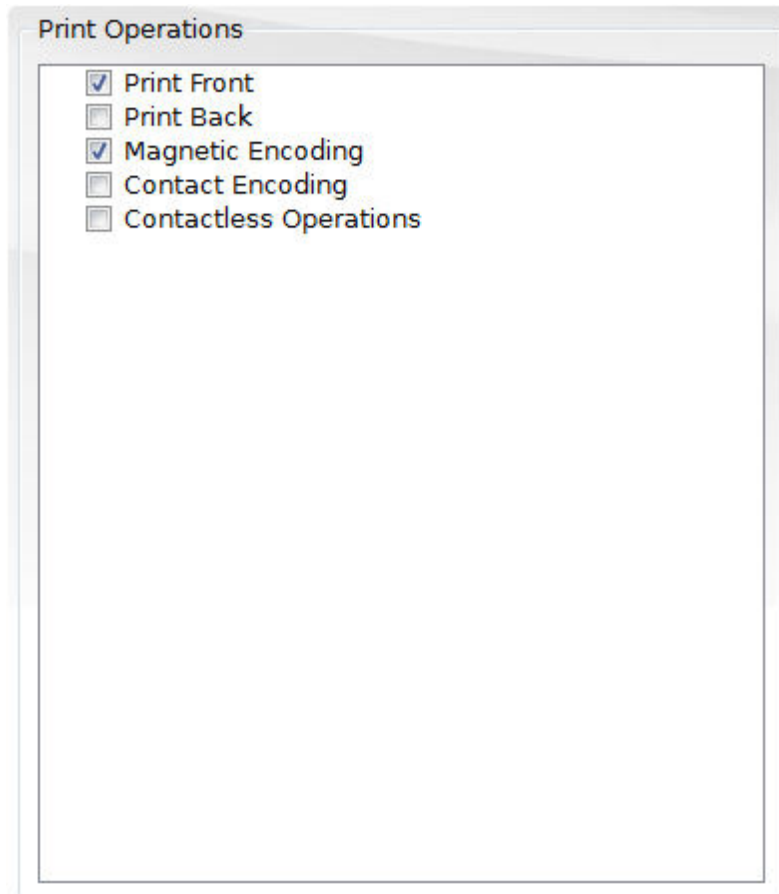 Print Operations
Print Front
Print Back
Magnetic Encoding
Contact Encoding
Contactless Operations